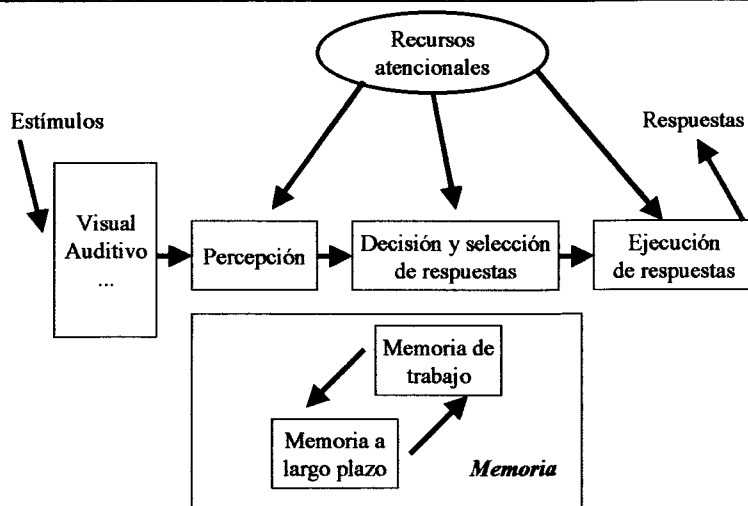 Recursos
atencionales
Estímulos
Respuestas
Visual
Auditivo
...
Percepción
Decisión y selección
de respuestas
Ejecución
de respuestas
Memoria de
trabajo
Memoria a
largo plazo
Memoria